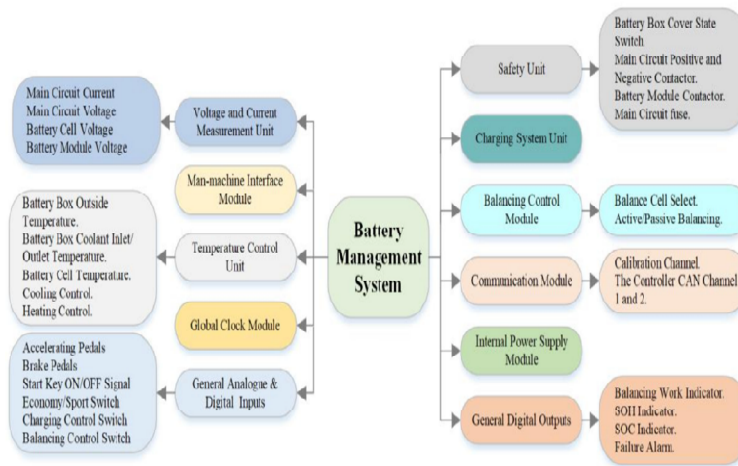 Main Circuit Current
Main Circuit Voltage
Battery Cell Voltage
Battery Module Voltage
Voltage and Current
Measurement Unit
Man-machine Interface
Module
Battery Box Outside
Temperature.
Battery Box Coolant Inlet/
Outlet Temperature.
Battery Cell Temperature.
Cooling Control.
Heating Control.
Temperature Control
Unit
Global Clock Module
Accelerating Pedals
Brake Pedals
Start Key ON/OFF Signal
Economy/Sport Switch
Charging Control Switch
Balancing Control Switch
General Analogue &
Digital Inputs
Battery
Management
System
Safety Unit
Battery Box Cover State
Switch
Main Circuit Positive and
Negative Contactor.
Battery Module Contactor.
Main Circuit fuse.
Charging System Unit
Balancing Control
Module
Balance Cell Select.
Active/Passive Balancing.
Communication Module
Calibration Channel.
The Controller CAN Channel
1 and 2.
Internal Power Supply
Module
General Digital Outputs
Balancing Work Indicator.
SOH Indicator.
SOC Indicator.
Failure Alarm.